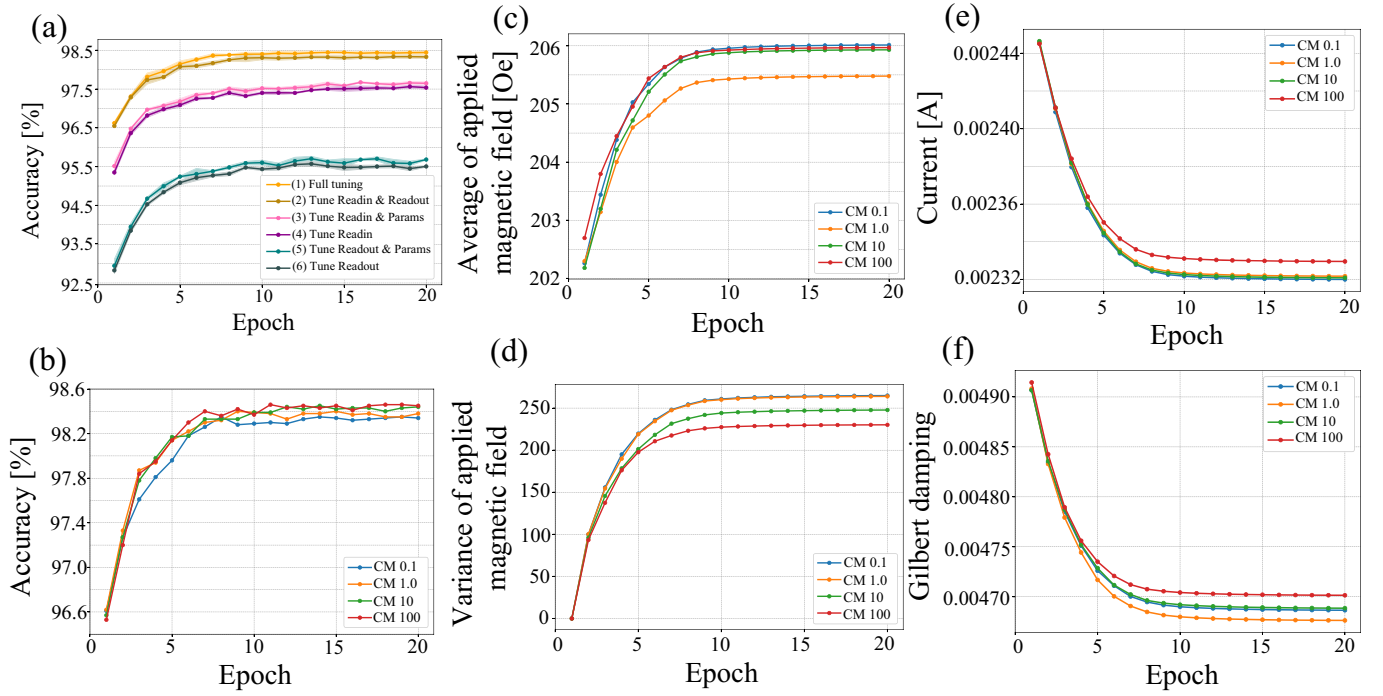 (a)
Accuracy [%]
98.5
97.5
96.5
95.5
94.5
93.5
92.5
0
5
10
15
20
Epoch
(1) Full tuning
(2) Tune Readin & Readout
(3) Tune Readin & Params
(4) Tune Readin
(5) Tune Readout & Params
(6) Tune Readout
(c)
Average of applied
magnetic field [Oe]
206
205
204
203
202
0
5
10
15
20
Epoch
CM 0.1
CM 1.0
CM 10
CM 100
(e)
Current [A]
0.00244
0.00240
0.00236
0.00232
0
5
10
15
20
Epoch
CM 0.1
CM 1.0
CM 10
CM 100
(b)
Accuracy [%]
98.6
98.2
97.8
97.4
97.0
96.6
0
5
10
15
20
Epoch
CM 0.1
CM 1.0
CM 10
CM 100
(d)
Variance of applied
magnetic field
250
200
150
100
50
0
0
5
10
15
20
Epoch
CM 0.1
CM 1.0
CM 10
CM 100
(f)
Gilbert damping
0.00490
0.00485
0.00480
0.00475
0.00470
0
5
10
15
20
Epoch
CM 0.1
CM 1.0
CM 10
CM 100